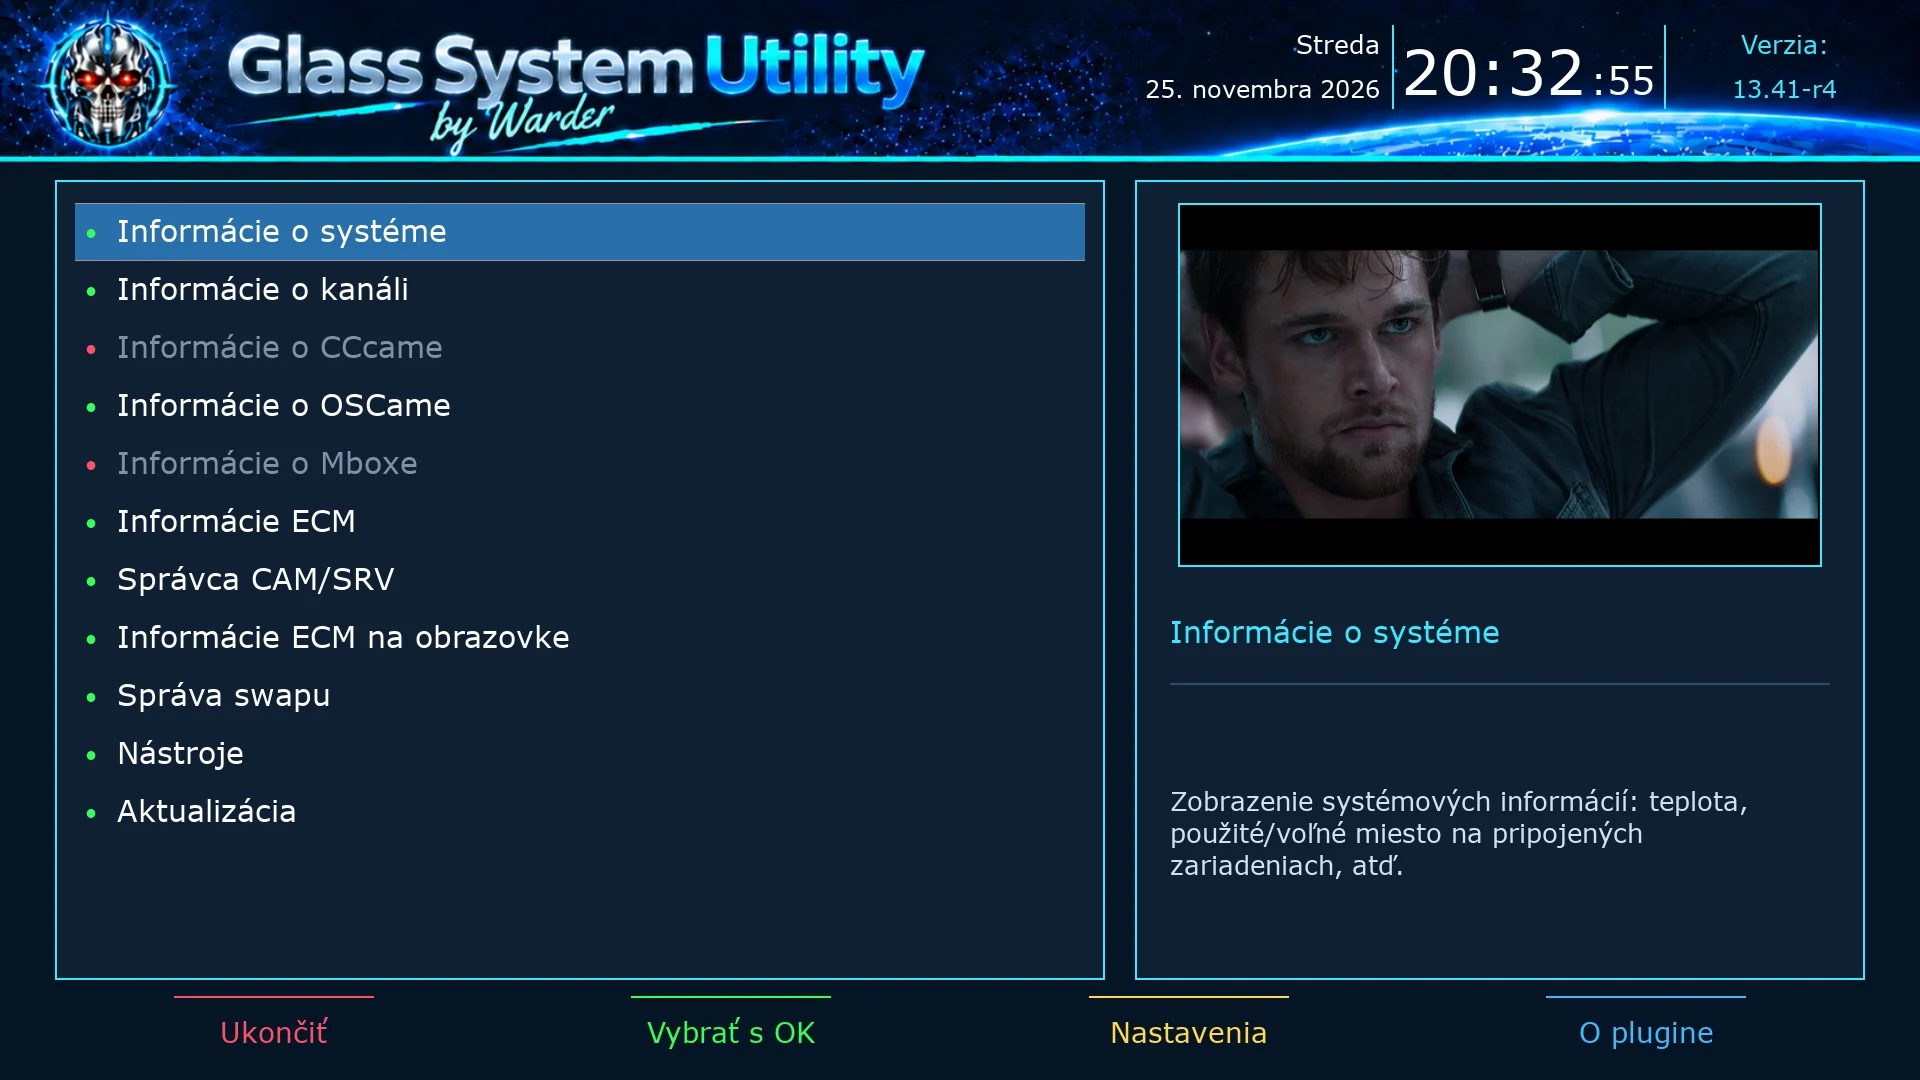 Glass System Utility
by Warder
Streda
25. novembra 2026
20:32:55
Verzia:
13.41-r4
Informácie o systéme
Informácie o kanáli
Informácie o CCcame
Informácie o OSCame
Informácie o Mboxe
Informácie ECM
Správca CAM/SRV
Informácie ECM na obrazovke
Správa swapu
Nástroje
Aktualizácia
Informácie o systéme
Zobrazenie systémových informácií: teplota,
použité/voľné miesto na pripojených
zariadeniach, atď.
Ukončiť
Vybrať s OK
Nastavenia
O plugine